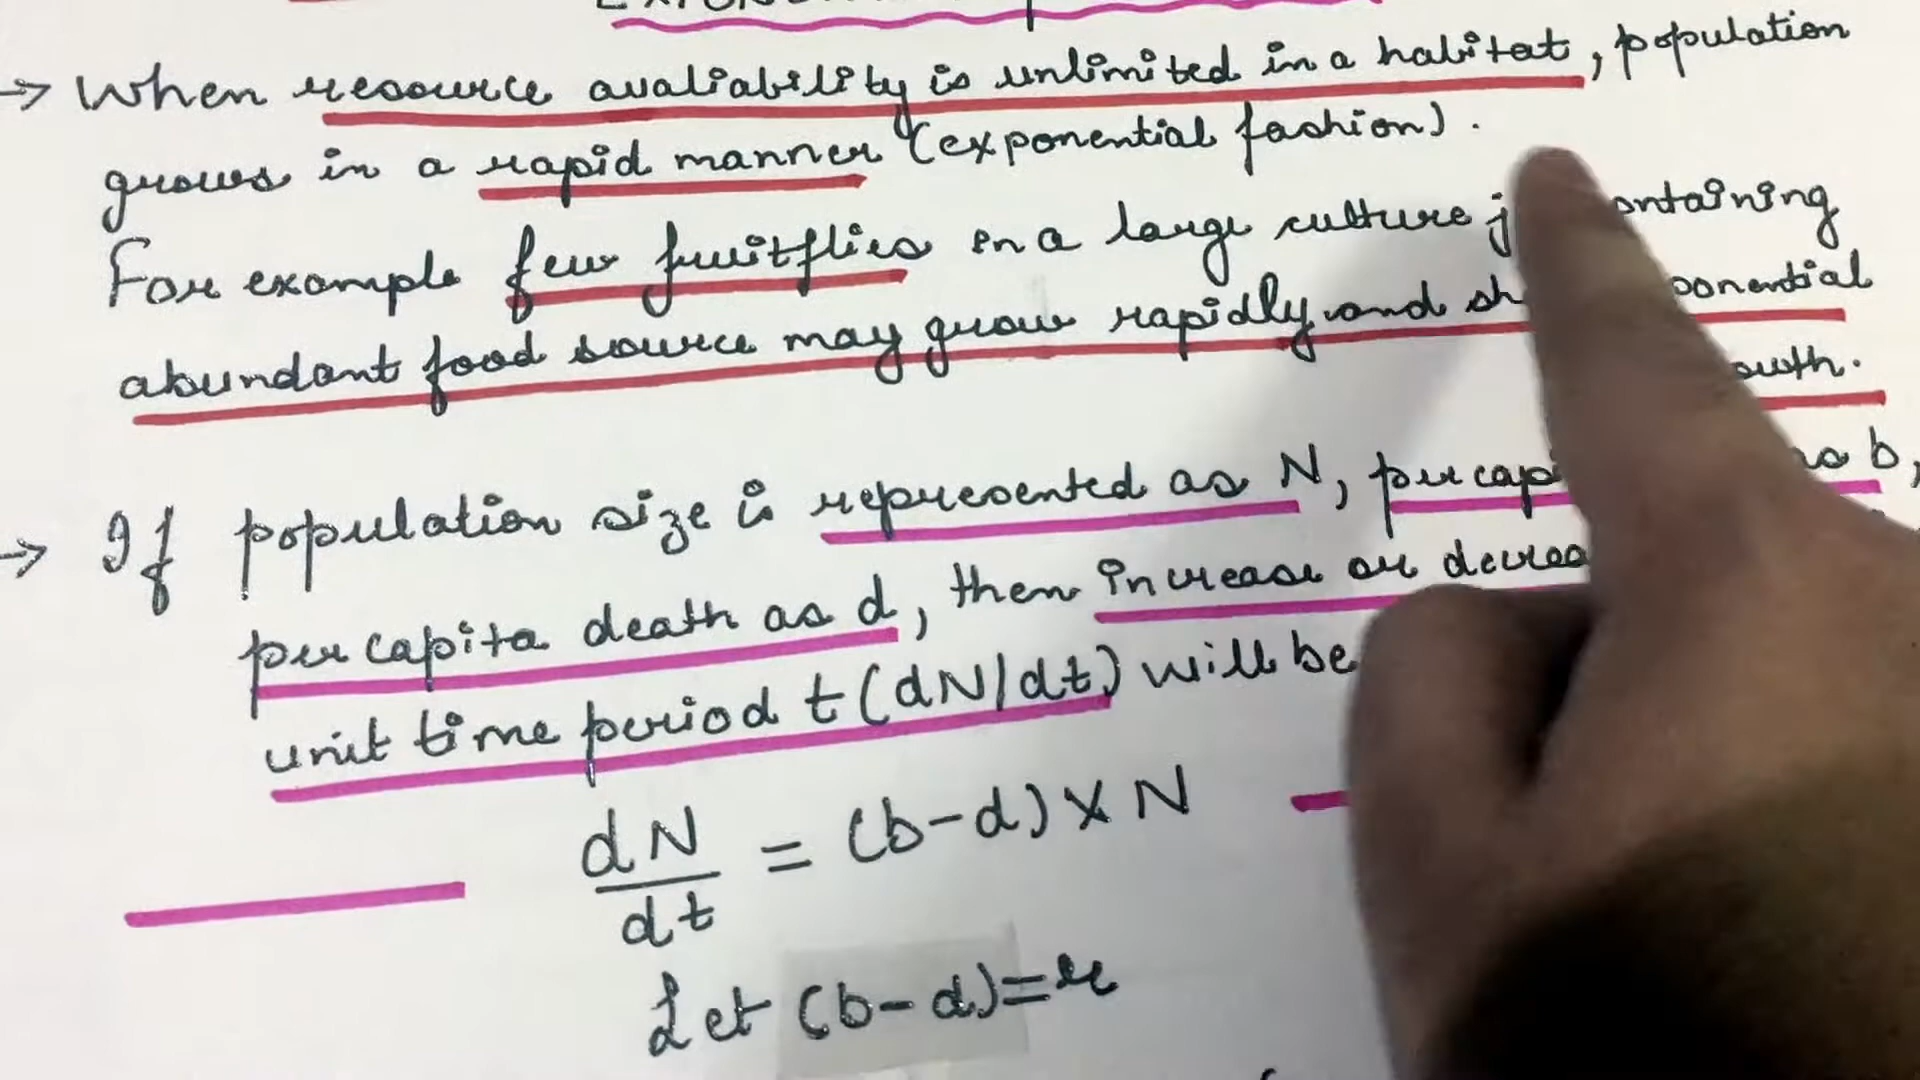 → When resource avaliability is unlimited in a habitat, population
grows in a rapid manner (exponential fashion).
For example few fruitflies in a large culture
abundant food source may grow rapidly and
→ If population size is represented as N, per b,
per capita death as d, then increase or
unit time period t (dN/dt) will be
dN/dt = (b-d) × N
Let (b-d) = r